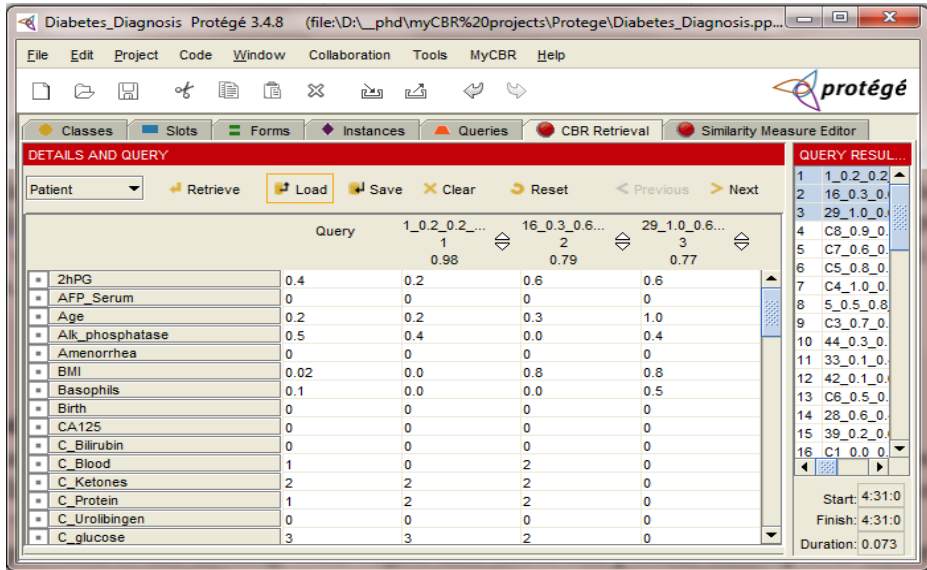 Diabetes_Diagnosis Protégé 3.4.8 (file:\D:\__phd\myCBR%20projects\Protege\Diabetes_Diagnosis.pp...
File Edit Project Code Window Collaboration Tools MyCBR Help
protégé
Classes Slots Forms Instances Queries CBR Retrieval Similarity Measure Editor
DETAILS AND QUERY
Patient Retrieve Load Save Clear Reset Previous Next
Query 1_0.2_0.2_... 16_0.3_0.6... 29_1.0_0.6...
1 2 3
0.98 0.79 0.77
2hPG 0.4 0.2 0.6 0.6
AFP_Serum 0 0 0 0
Age 0.2 0.2 0.3 1.0
Alk_phosphatase 0.5 0.4 0.0 0.4
Amenorrhea 0 0 0 0
BMI 0.02 0.0 0.8 0.8
Basophils 0.1 0.0 0.0 0.5
Birth 0 0 0 0
CA125 0 0 0 0
C_Bilirubin 0 0 0 0
C_Blood 1 0 2 0
C_Ketones 2 2 2 0
C_Protein 1 2 2 0
C_Urolibingen 0 0 0 0
C_glucose 3 3 2 0
QUERY RESUL...
1 1_0.2_0.2
2 16_0.3_0.
3 29_1.0_0.
4 C8_0.9_0.
5 C7_0.6_0.
6 C5_0.8_0.
7 C4_1.0_0.
8 5_0.5_0.8
9 C3_0.7_0.
10 44_0.3_0.
11 33_0.1_0.
12 42_0.1_0.
13 C6_0.5_0.
14 28_0.6_0.
15 39_0.2_0.
16 C1_0.0_0.
Start: 4:31:0
Finish: 4:31:0
Duration: 0.073